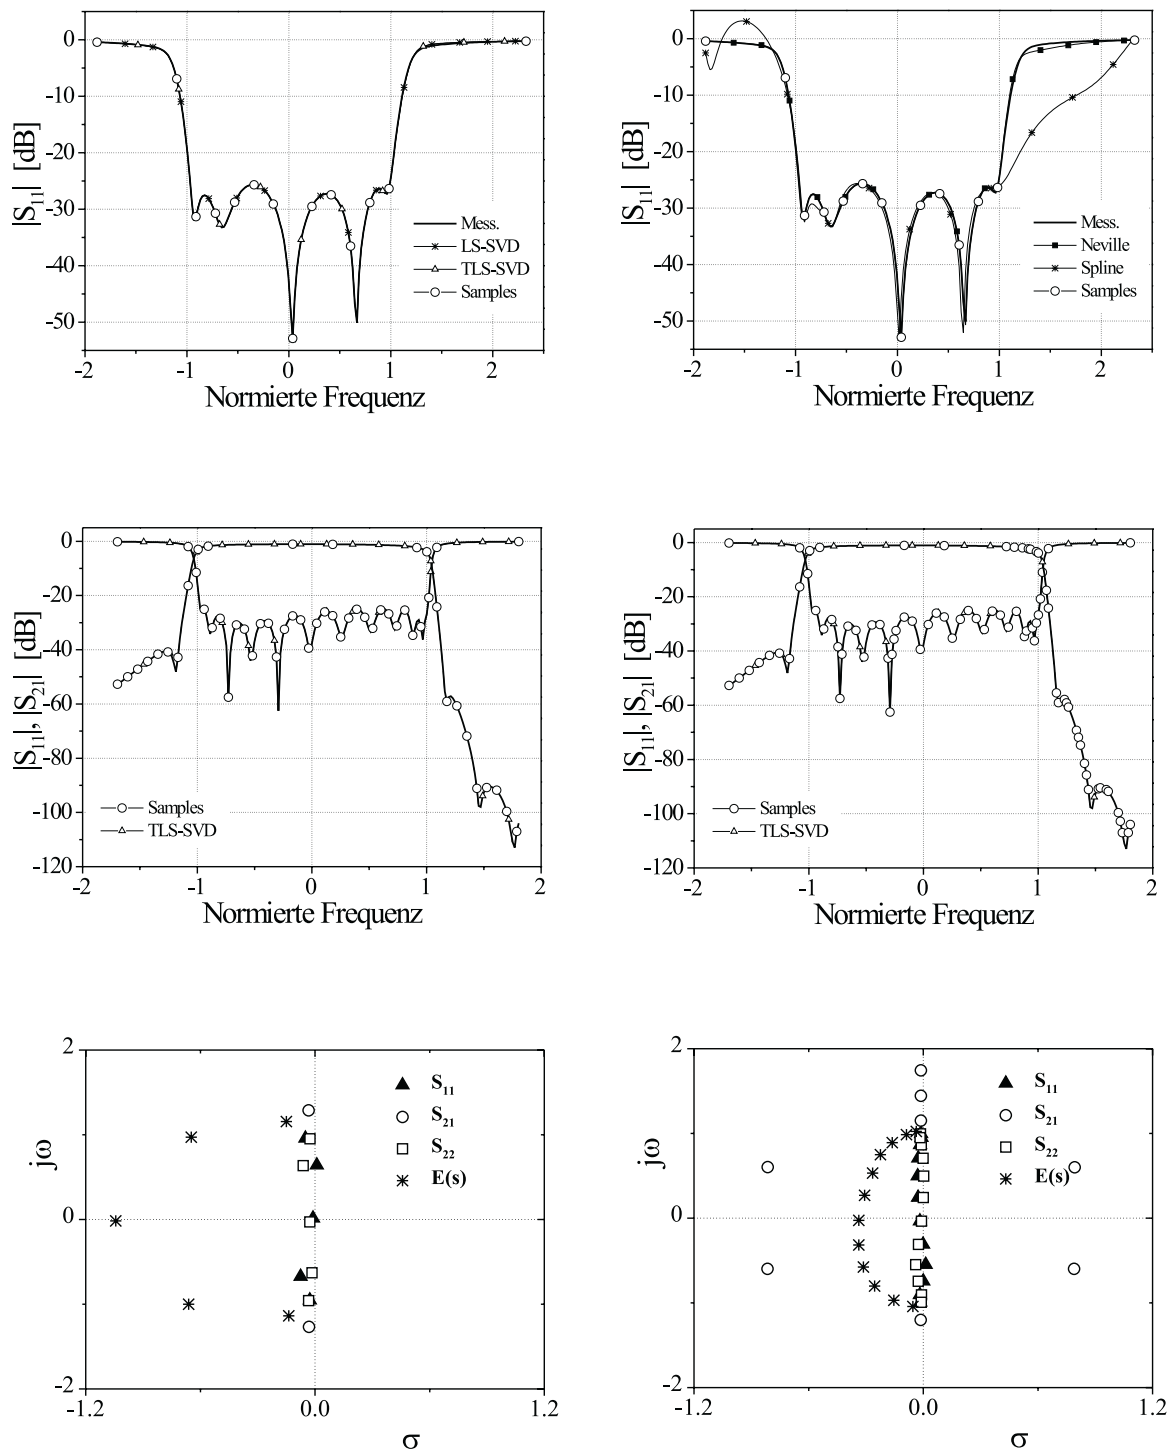 |S11| [dB]
0
-10
-20
-30
-40
-50
Mess.
LS-SVD
TLS-SVD
Samples
-2 -1 0 1 2
Normierte Frequenz
|S11| [dB]
0
-10
-20
-30
-40
-50
Mess.
Neville
Spline
Samples
-2 -1 0 1 2
Normierte Frequenz
|S11|, |S21| [dB]
0
-20
-40
-60
-80
-100
-120
Samples
TLS-SVD
-2 -1 0 1 2
Normierte Frequenz
|S11|, |S21| [dB]
0
-20
-40
-60
-80
-100
-120
Samples
TLS-SVD
-2 -1 0 1 2
Normierte Frequenz
jω
2
0
-2
S11
S21
S22
E(s)
-1.2 0.0 1.2
σ
jω
2
0
-2
S11
S21
S22
E(s)
-1.2 0.0 1.2
σ